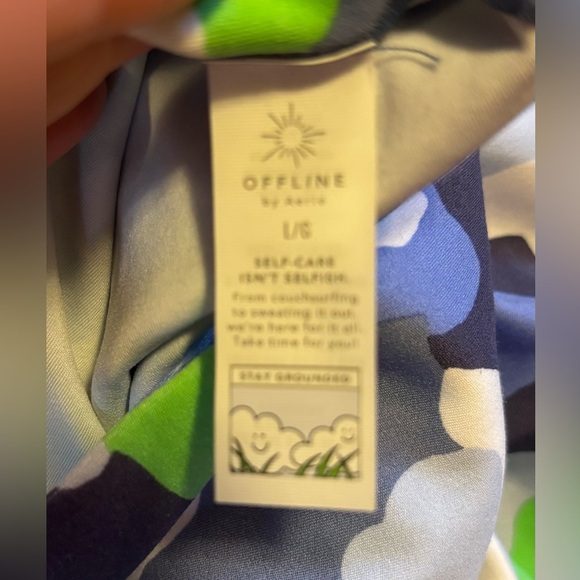 OFFLINE
by Aerie
L/G
SELF-CARE
ISN'T SELFISH.
From couchsurfing
to sweating it out,
we're here for it all.
Take time for you!
STAY GROUNDED